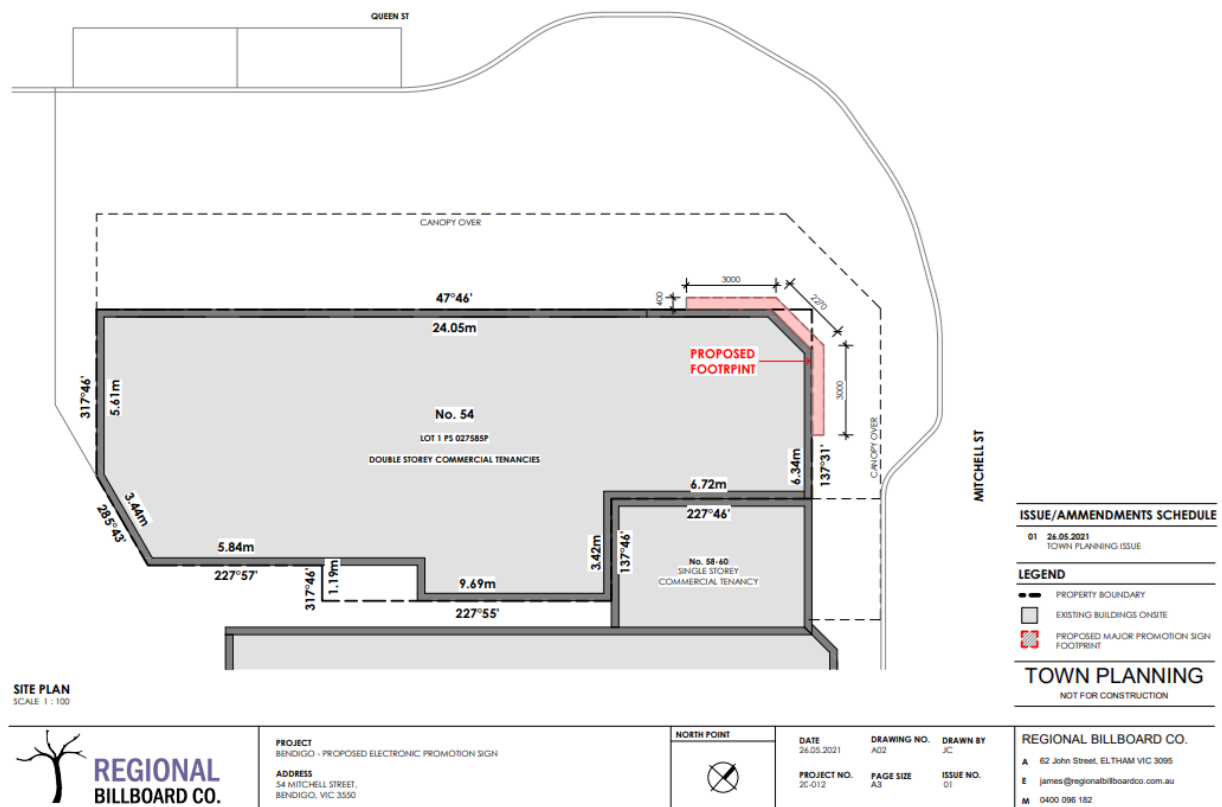 QUEEN ST
CANOPY OVER
3000
2270
400
47°46'
24.05m
PROPOSED
FOOTRPINT
317°46'
5.61m
3000
No. 54
LOT 1 PS 027585P
DOUBLE STOREY COMMERCIAL TENANCIES
CANOPY OVER
MITCHELL ST
6.34m
137°31'
6.72m
227°46'
3.44m
285°43'
5.84m
227°57'
317°46'
1.19m
9.69m
227°55'
3.42m
137°46'
No. 58-60
SINGLE STOREY
COMMERCIAL TENANCY
ISSUE/AMMENDMENTS SCHEDULE
01 26.05.2021
TOWN PLANNING ISSUE
LEGEND
PROPERTY BOUNDARY
EXISTING BUILDINGS ONSITE
PROPOSED MAJOR PROMOTION SIGN
FOOTPRINT
TOWN PLANNING
NOT FOR CONSTRUCTION
SITE PLAN
SCALE 1 : 100
REGIONAL
BILLBOARD CO.
PROJECT
BENDIGO - PROPOSED ELECTRONIC PROMOTION SIGN
ADDRESS
54 MITCHELL STREET,
BENDIGO, VIC 3550
NORTH POINT
DATE DRAWING NO. DRAWN BY
26.05.2021 A02 JC
PROJECT NO. PAGE SIZE ISSUE NO.
20-012 A3 01
REGIONAL BILLBOARD CO.
A 62 John Street, ELTHAM VIC 3095
E james@regionalbillboardco.com.au
M 0400 096 182